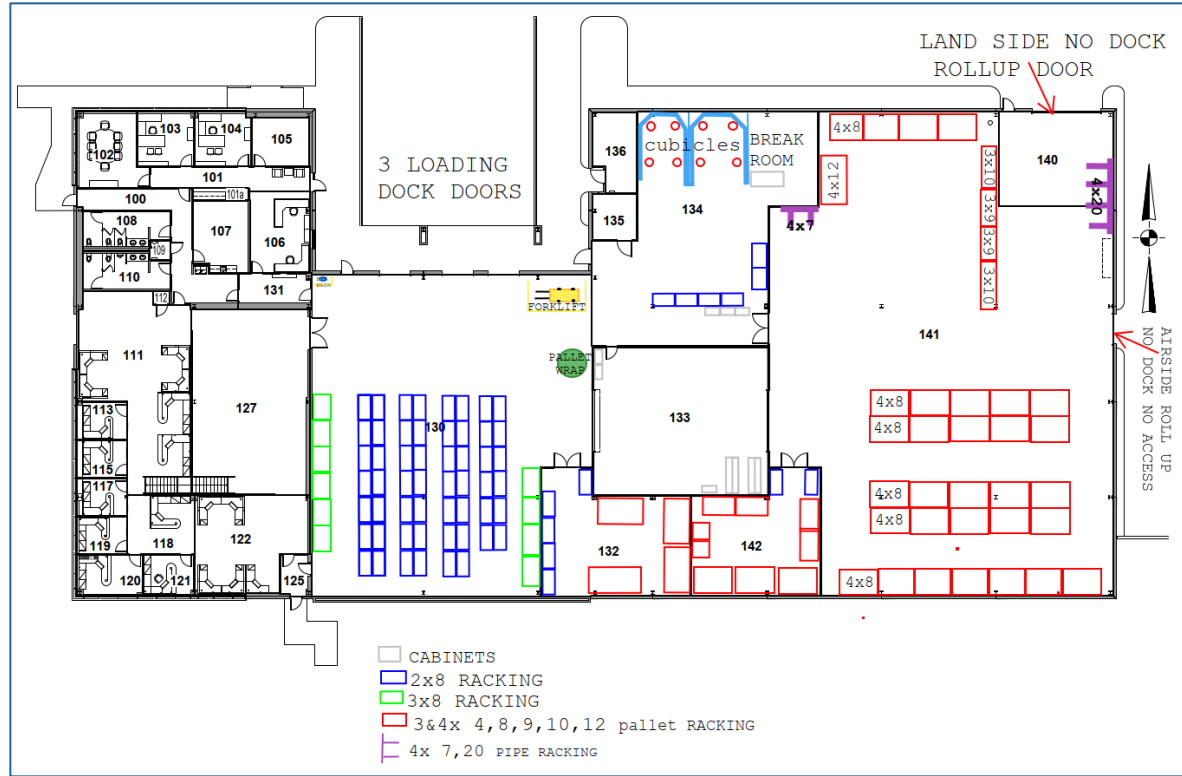 LAND SIDE NO DOCK
ROLLUP DOOR
3 LOADING
DOCK DOORS
102
103
104
105
101
100
101a
108
107
106
109
110
131
112
111
127
113
115
117
119
118
122
120
121
125
136
cubicles
BREAK
ROOM
135
134
4x7
4x8
4x12
3x10
3x9
3x9
3x10
140
4x20
141
AIRSIDE ROLL UP
NO DOCK NO ACCESS
FORKLIFT
PALLET
WRAP
130
133
132
142
4x8
4x8
4x8
4x8
4x8
CABINETS
2x8 RACKING
3x8 RACKING
3&4x 4,8,9,10,12 pallet RACKING
4x 7,20 PIPE RACKING